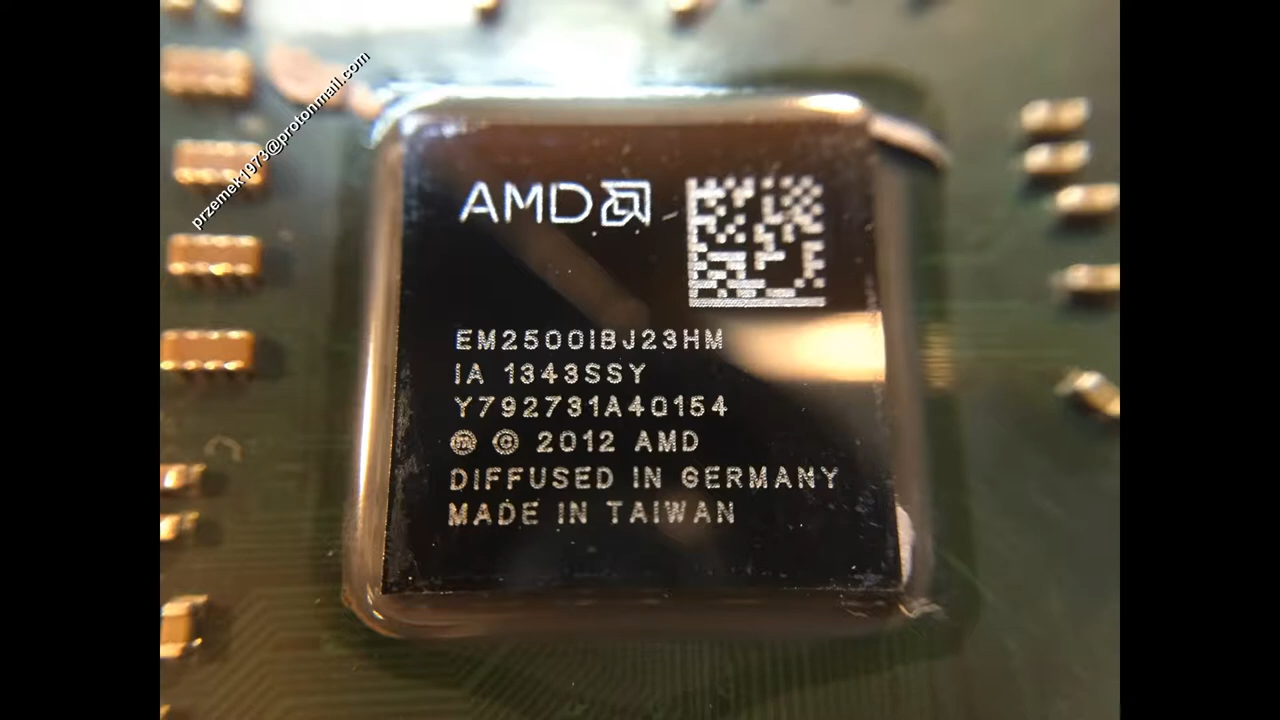 przemek1973@protonmail.com
AMD
EM2500IBJ23HM
IA 1343SSY
Y792731A40154
ⓜ © 2012 AMD
DIFFUSED IN GERMANY
MADE IN TAIWAN